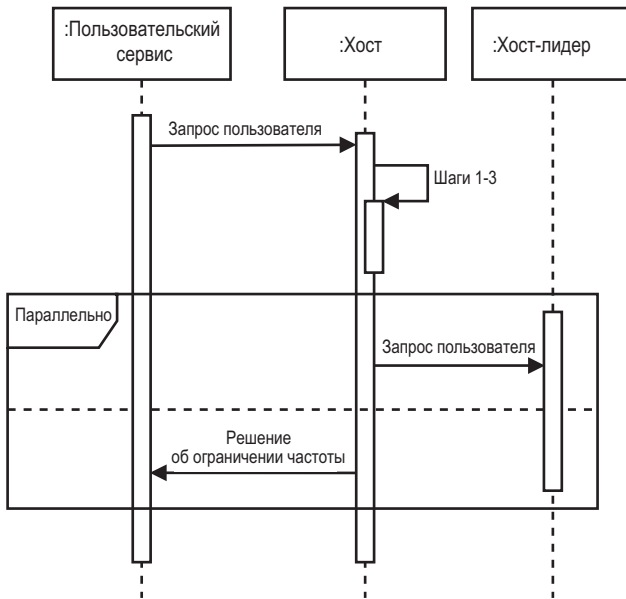 :Пользовательский
сервис
:Хост
:Хост-лидер
Запрос пользователя
Шаги 1-3
Параллельно
Запрос пользователя
Решение
об ограничении частоты